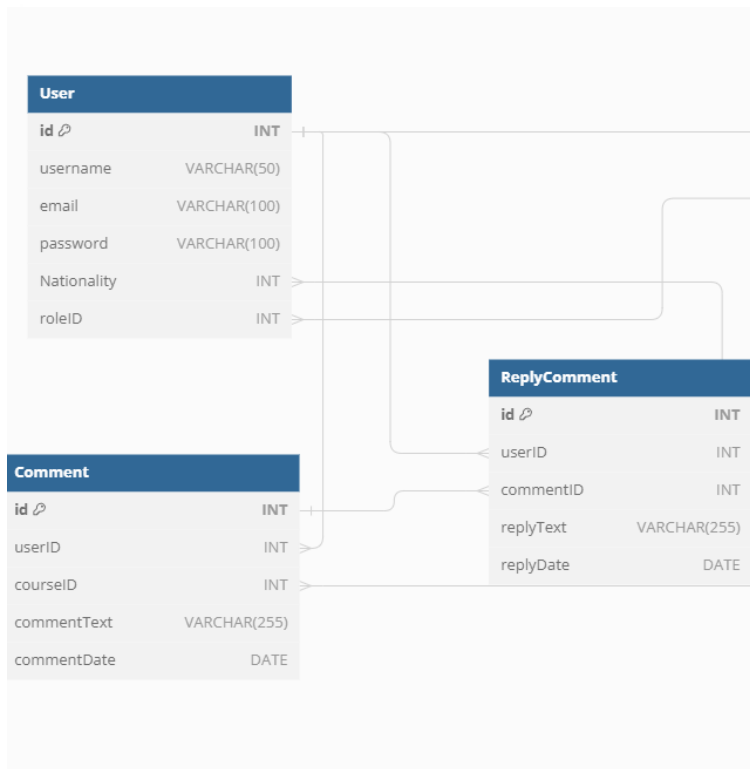 User
id INT
username VARCHAR(50)
email VARCHAR(100)
password VARCHAR(100)
Nationality INT
roleID INT
ReplyComment
id INT
userID INT
commentID INT
replyText VARCHAR(255)
replyDate DATE
Comment
id INT
userID INT
courseID INT
commentText VARCHAR(255)
commentDate DATE